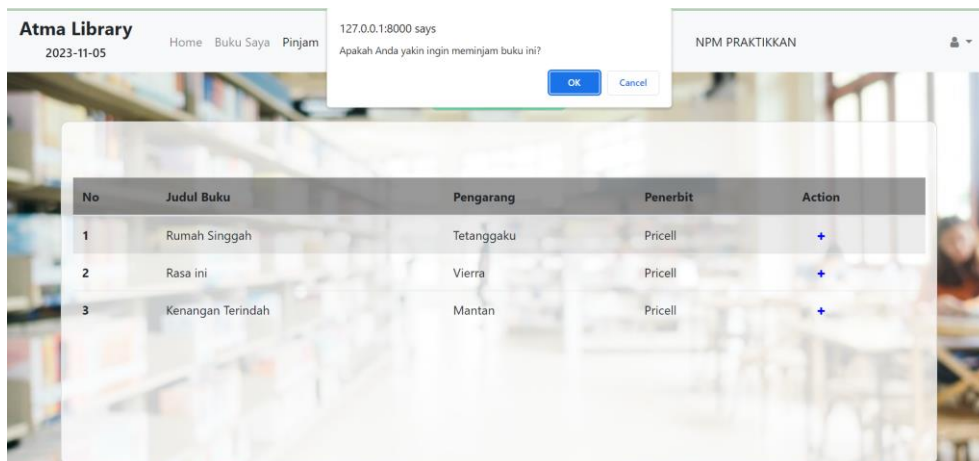 Atma Library
2023-11-05
Home Buku Saya Pinjam
127.0.0.1:8000 says
Apakah Anda yakin ingin meminjam buku ini?
OK Cancel
NPM PRAKTIKKAN
No Judul Buku Pengarang Penerbit Action
1 Rumah Singgah Tetanggaku Pricell +
2 Rasa ini Vierra Pricell +
3 Kenangan Terindah Mantan Pricell +